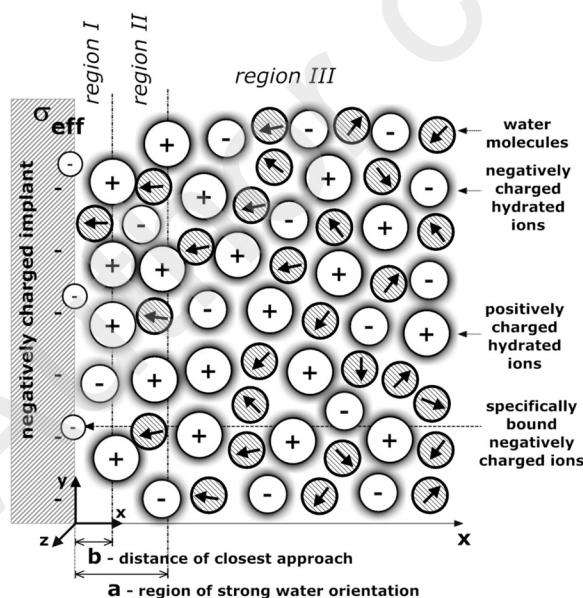 region I
region II
region III
σeff
negatively charged implant
water
molecules
negatively
charged
hydrated
ions
positively
charged
hydrated
ions
specifically
bound
negatively
charged ions
y
x
z
x
b - distance of closest approach
a - region of strong water orientation